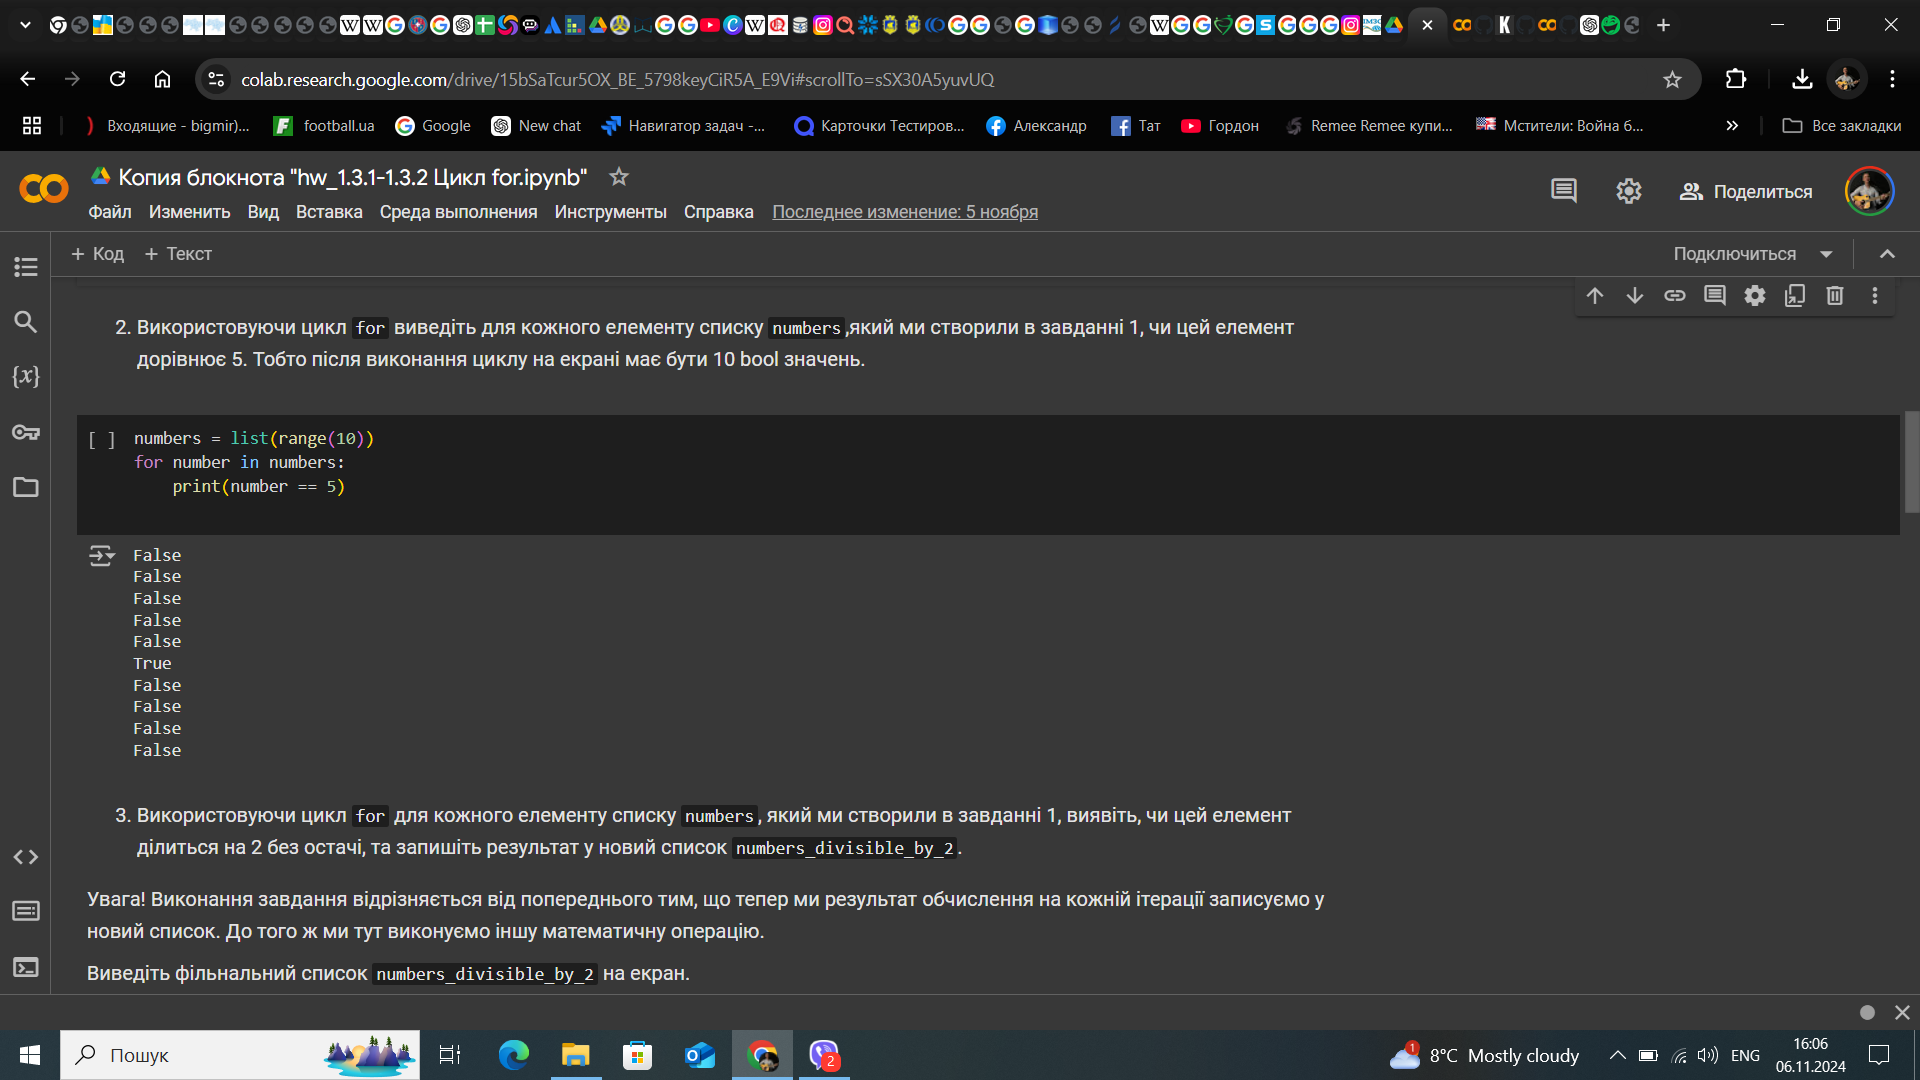 colab.research.google.com/drive/15bSaTcur5OX_BE_5798keyCiR5A_E9Vi#scrollTo=sSX30A5yuvUQ
Входящие - bigmir)... football.ua Google New chat Навигатор задач -... Карточки Тестиров... Александр Тат Гордон Remee Remee купи... Мстители: Война б... » Все закладки
Копия блокнота "hw_1.3.1-1.3.2 Цикл for.ipynb"
Файл Изменить Вид Вставка Среда выполнения Инструменты Справка Последнее изменение: 5 ноября
Поделиться
+ Код + Текст Подключиться
2. Використовуючи цикл for виведіть для кожного елементу списку numbers,який ми створили в завданні 1, чи цей елемент
дорівнює 5. Тобто після виконання циклу на екрані має бути 10 bool значень.
[ ] numbers = list(range(10))
for number in numbers:
print(number == 5)
False
False
False
False
False
True
False
False
False
False
3. Використовуючи цикл for для кожного елементу списку numbers, який ми створили в завданні 1, виявіть, чи цей елемент
ділиться на 2 без остачі, та запишіть результат у новий список numbers_divisible_by_2.
Увага! Виконання завдання відрізняється від попереднього тим, що тепер ми результат обчислення на кожній ітерації записуємо у
новий список. До того ж ми тут виконуємо іншу математичну операцію.
Виведіть фільнальний список numbers_divisible_by_2 на екран.
Пошук
2
1
8°C Mostly cloudy
ENG
16:06
06.11.2024